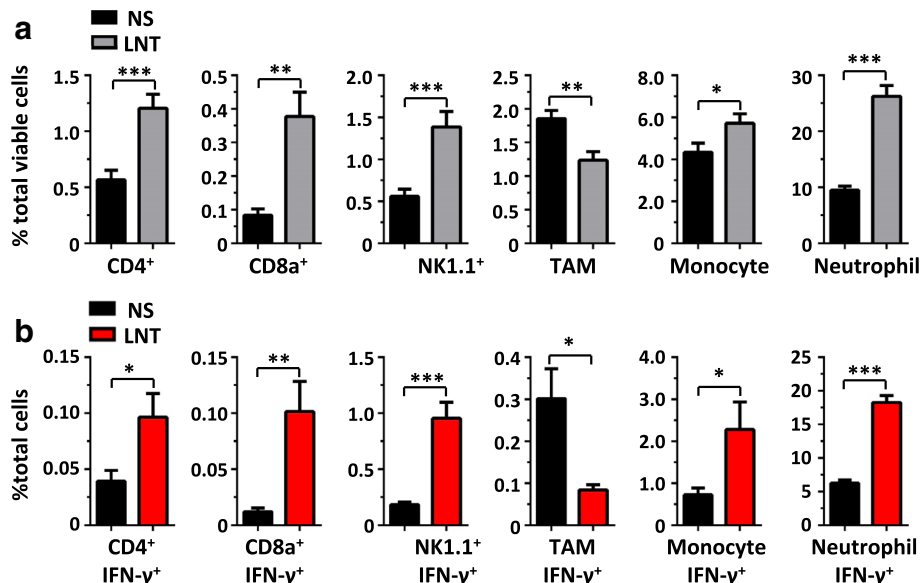 a
NS
LNT
% total viable cells
*** ** *** ** * ***
1.5 0.5 2.0 2.5 8.0 30
1.0 0.4 1.5 2.0 6.0 20
0.5 0.3 1.0 1.5 4.0 10
0 0.2 0.5 1.0 2.0 0
0.1 0 0.5 0.0
0 0
CD4+ CD8a+ NK1.1+ TAM Monocyte Neutrophil
b
NS
LNT
%total cells
* ** *** * * ***
0.15 0.15 1.5 0.4 4.0 25
0.10 0.10 1.0 0.3 3.0 20
0.05 0.05 0.5 0.2 2.0 15
0 0.00 0 0.1 1.0 10
0 0.0 5
0
CD4+ CD8a+ NK1.1+ TAM Monocyte Neutrophil
IFN-γ+ IFN-γ+ IFN-γ+ IFN-γ+ IFN-γ+ IFN-γ+